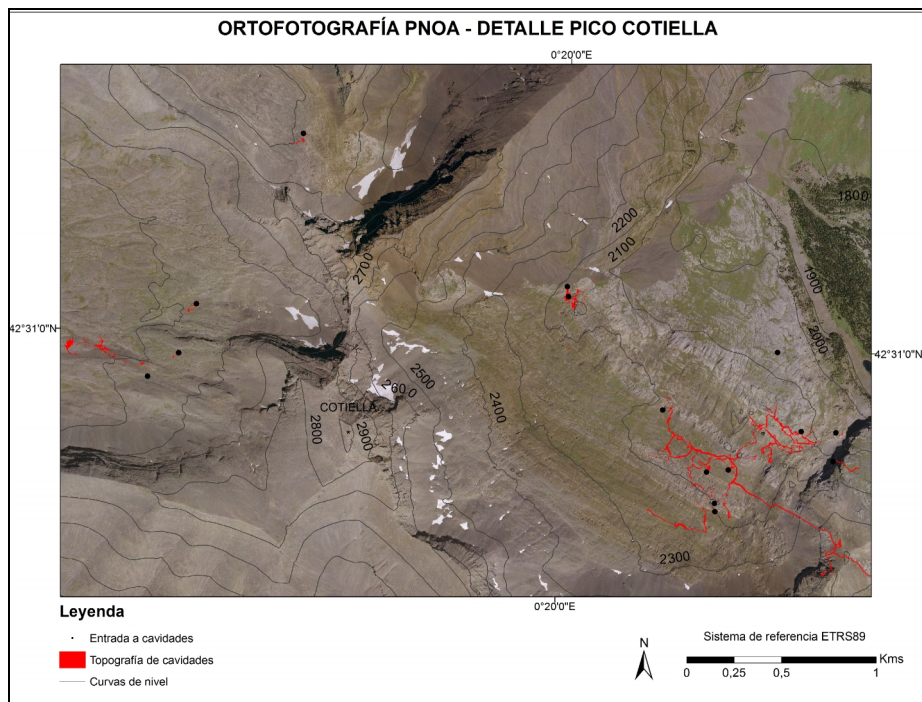 ORTOFOTOGRAFÍA PNOA - DETALLE PICO COTIELLA
0°20'0"E
1800
2200
2100
2700
1900
42°31'0"N
2000
42°31'0"N
2500
2600
2400
COTIELLA
2800
2900
2300
0°20'0"E
Leyenda
Entrada a cavidades
Topografía de cavidades
Curvas de nivel
N
Sistema de referencia ETRS89
Kms
0 0,25 0,5 1